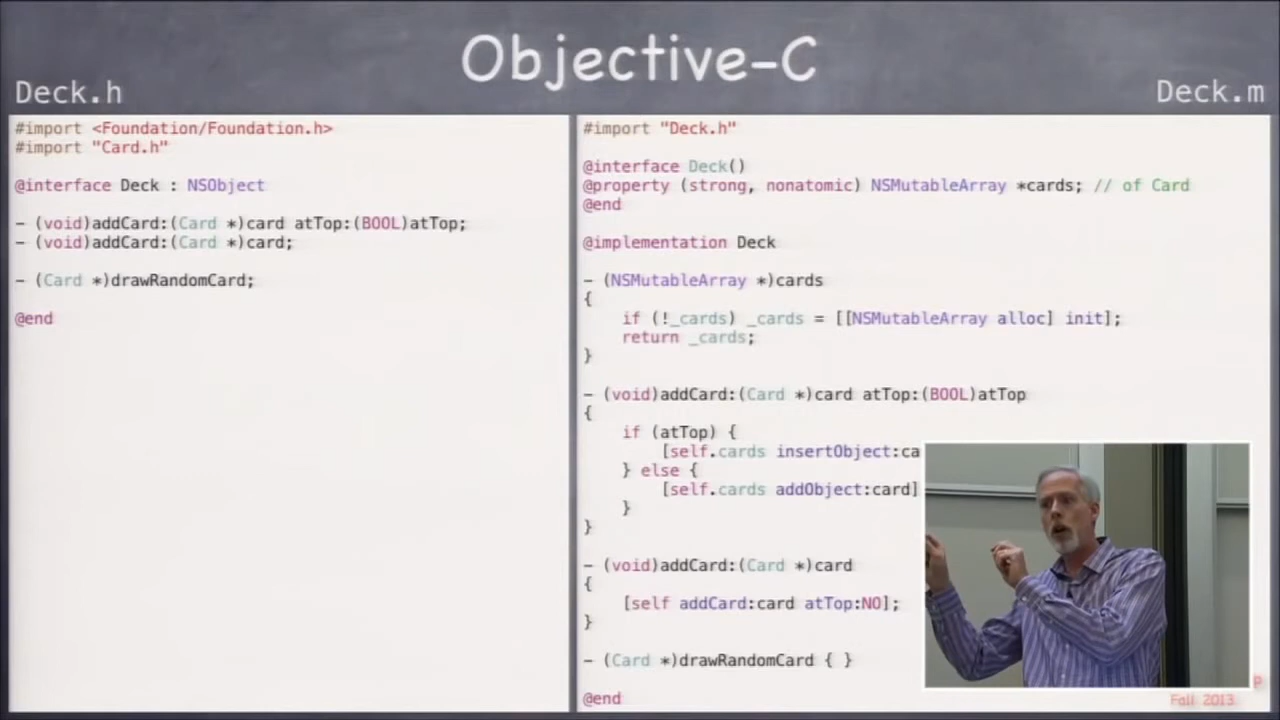 Objective-C
Deck.h
Deck.m
#import <Foundation/Foundation.h>
#import "Card.h"
@interface Deck : NSObject
- (void)addCard:(Card *)card atTop:(BOOL)atTop;
- (void)addCard:(Card *)card;
- (Card *)drawRandomCard;
@end
#import "Deck.h"
@interface Deck()
@property (strong, nonatomic) NSMutableArray *cards; // of Card
@end
@implementation Deck
- (NSMutableArray *)cards
{
if (!_cards) _cards = [[NSMutableArray alloc] init];
return _cards;
}
- (void)addCard:(Card *)card atTop:(BOOL)atTop
{
if (atTop) {
[self.cards insertObject:ca
} else {
[self.cards addObject:card]
}
}
- (void)addCard:(Card *)card
{
[self addCard:card atTop:NO];
}
- (Card *)drawRandomCard { }
@end
Fall 2013